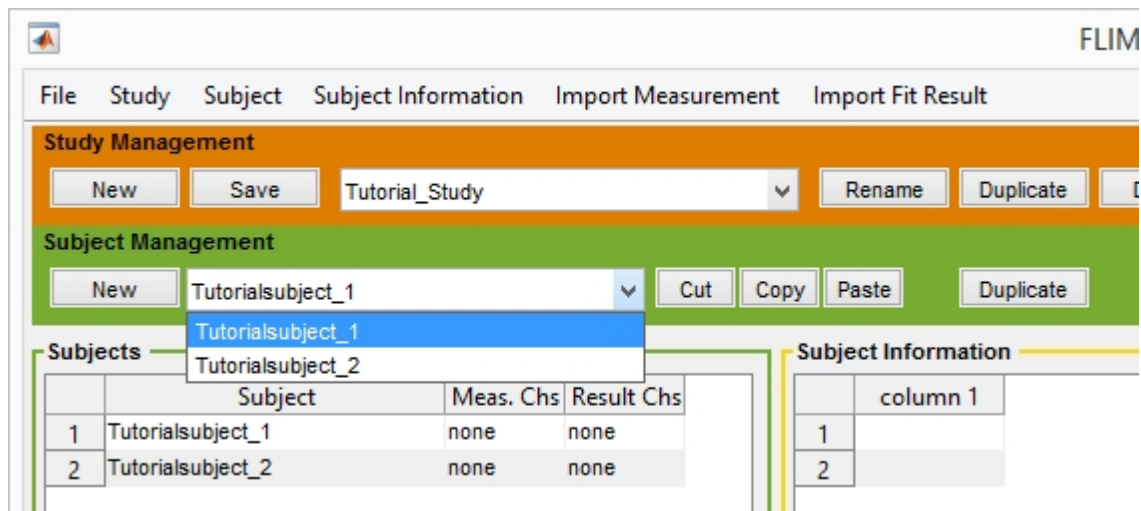 FLIM
File Study Subject Subject Information Import Measurement Import Fit Result
Study Management
New Save Tutorial_Study Rename Duplicate D
Subject Management
New Tutorialsubject_1 Cut Copy Paste Duplicate
Tutorialsubject_1
Tutorialsubject_2
Subjects Subject Information
Subject Meas. Chs Result Chs column 1
1 Tutorialsubject_1 none none 1
2 Tutorialsubject_2 none none 2